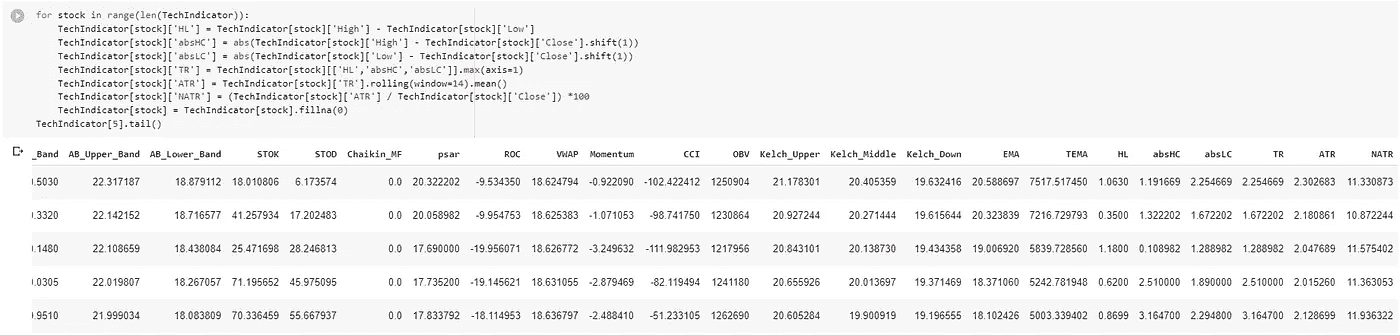 for stock in range(len(TechIndicator)):
TechIndicator[stock]['HL'] = TechIndicator[stock]['High'] - TechIndicator[stock]['Low']
TechIndicator[stock]['absHC'] = abs(TechIndicator[stock]['High'] - TechIndicator[stock]['Close'].shift(1))
TechIndicator[stock]['absLC'] = abs(TechIndicator[stock]['Low'] - TechIndicator[stock]['Close'].shift(1))
TechIndicator[stock]['TR'] = TechIndicator[stock][['HL','absHC','absLC']].max(axis=1)
TechIndicator[stock]['ATR'] = TechIndicator[stock]['TR'].rolling(window=14).mean()
TechIndicator[stock]['NATR'] = (TechIndicator[stock]['ATR'] / TechIndicator[stock]['Close']) *100
TechIndicator[stock] = TechIndicator[stock].fillna(0)
TechIndicator[5].tail()
_Band AB_Upper_Band AB_Lower_Band STOK STOD Chaikin_MF psar ROC VWAP Momentum CCI OBV Kelch_Upper Kelch_Middle Kelch_Down EMA TEMA HL absHC absLC TR ATR NATR
.5030 22.317187 18.879112 18.010806 6.173574 0.0 20.322202 -9.534350 18.624794 -0.922090 -102.422412 1250904 21.178301 20.405359 19.632416 20.588697 7517.517450 1.0630 1.191669 2.254669 2.254669 2.302683 11.330873
.3320 22.142152 18.716577 41.257934 17.202483 0.0 20.058982 -9.954753 18.625383 -1.071053 -98.741750 1230864 20.927244 20.271444 19.615644 20.323839 7216.729793 0.3500 1.322202 1.672202 1.672202 2.180861 10.872244
.1480 22.108659 18.438084 25.471698 28.246813 0.0 17.690000 -19.956071 18.626772 -3.249632 -111.982953 1217956 20.843101 20.138730 19.434358 19.006920 5839.728560 1.1800 0.108982 1.288982 1.288982 2.047689 11.575402
.0305 22.019807 18.267057 71.195652 45.975095 0.0 17.735200 -19.145621 18.631055 -2.879469 -82.119494 1241180 20.655926 20.013697 19.371469 18.371060 5242.781948 0.6200 2.510000 1.890000 2.510000 2.015260 11.363053
.9510 21.999034 18.083809 70.336459 55.667937 0.0 17.833792 -18.114953 18.636797 -2.488410 -51.233105 1262690 20.605284 19.900919 19.196555 18.102426 5003.339402 0.8699 3.164700 2.294800 3.164700 2.128699 11.936322